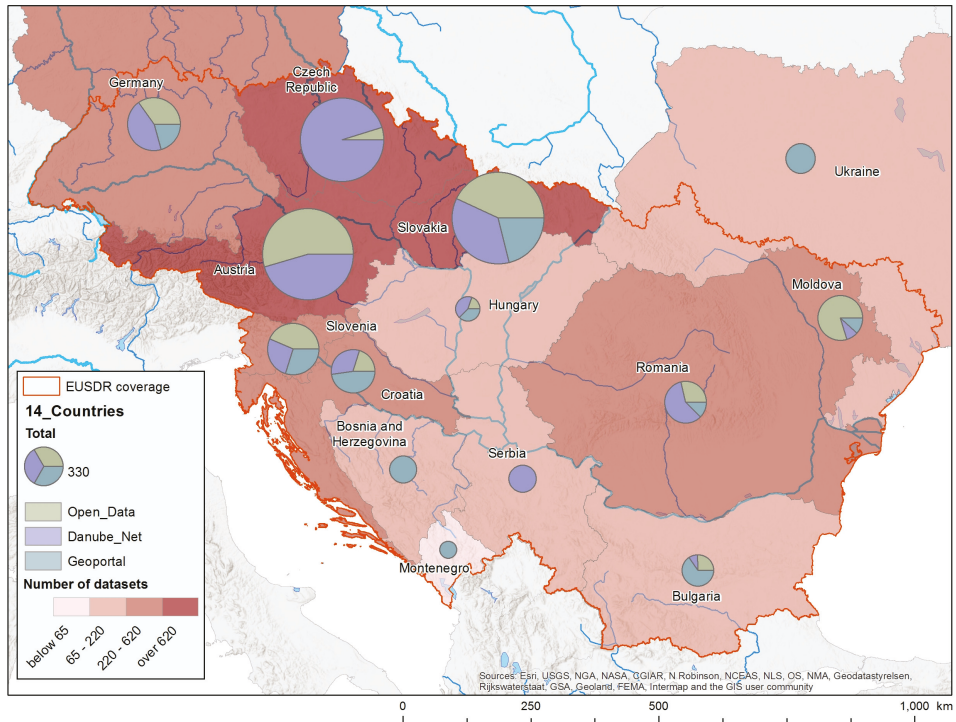 Germany
Czech
Republic
Ukraine
Slovakia
Austria
Hungary
Moldova
Slovenia
Romania
Croatia
Bosnia and
Herzegovina
Serbia
Montenegro
Bulgaria
EUSDR coverage
14_Countries
Total
330
Open_Data
Danube_Net
Geoportal
Number of datasets
below 65
65 - 220
220 - 620
over 620
Sources: Esri, USGS, NGA, NASA, CGIAR, N Robinson, NCEAS, NLS, OS, NMA, Geodatastyrelsen,
Rijkswaterstaat, GSA, Geoland, FEMA, Intermap and the GIS user community
0 250 500 1,000 km